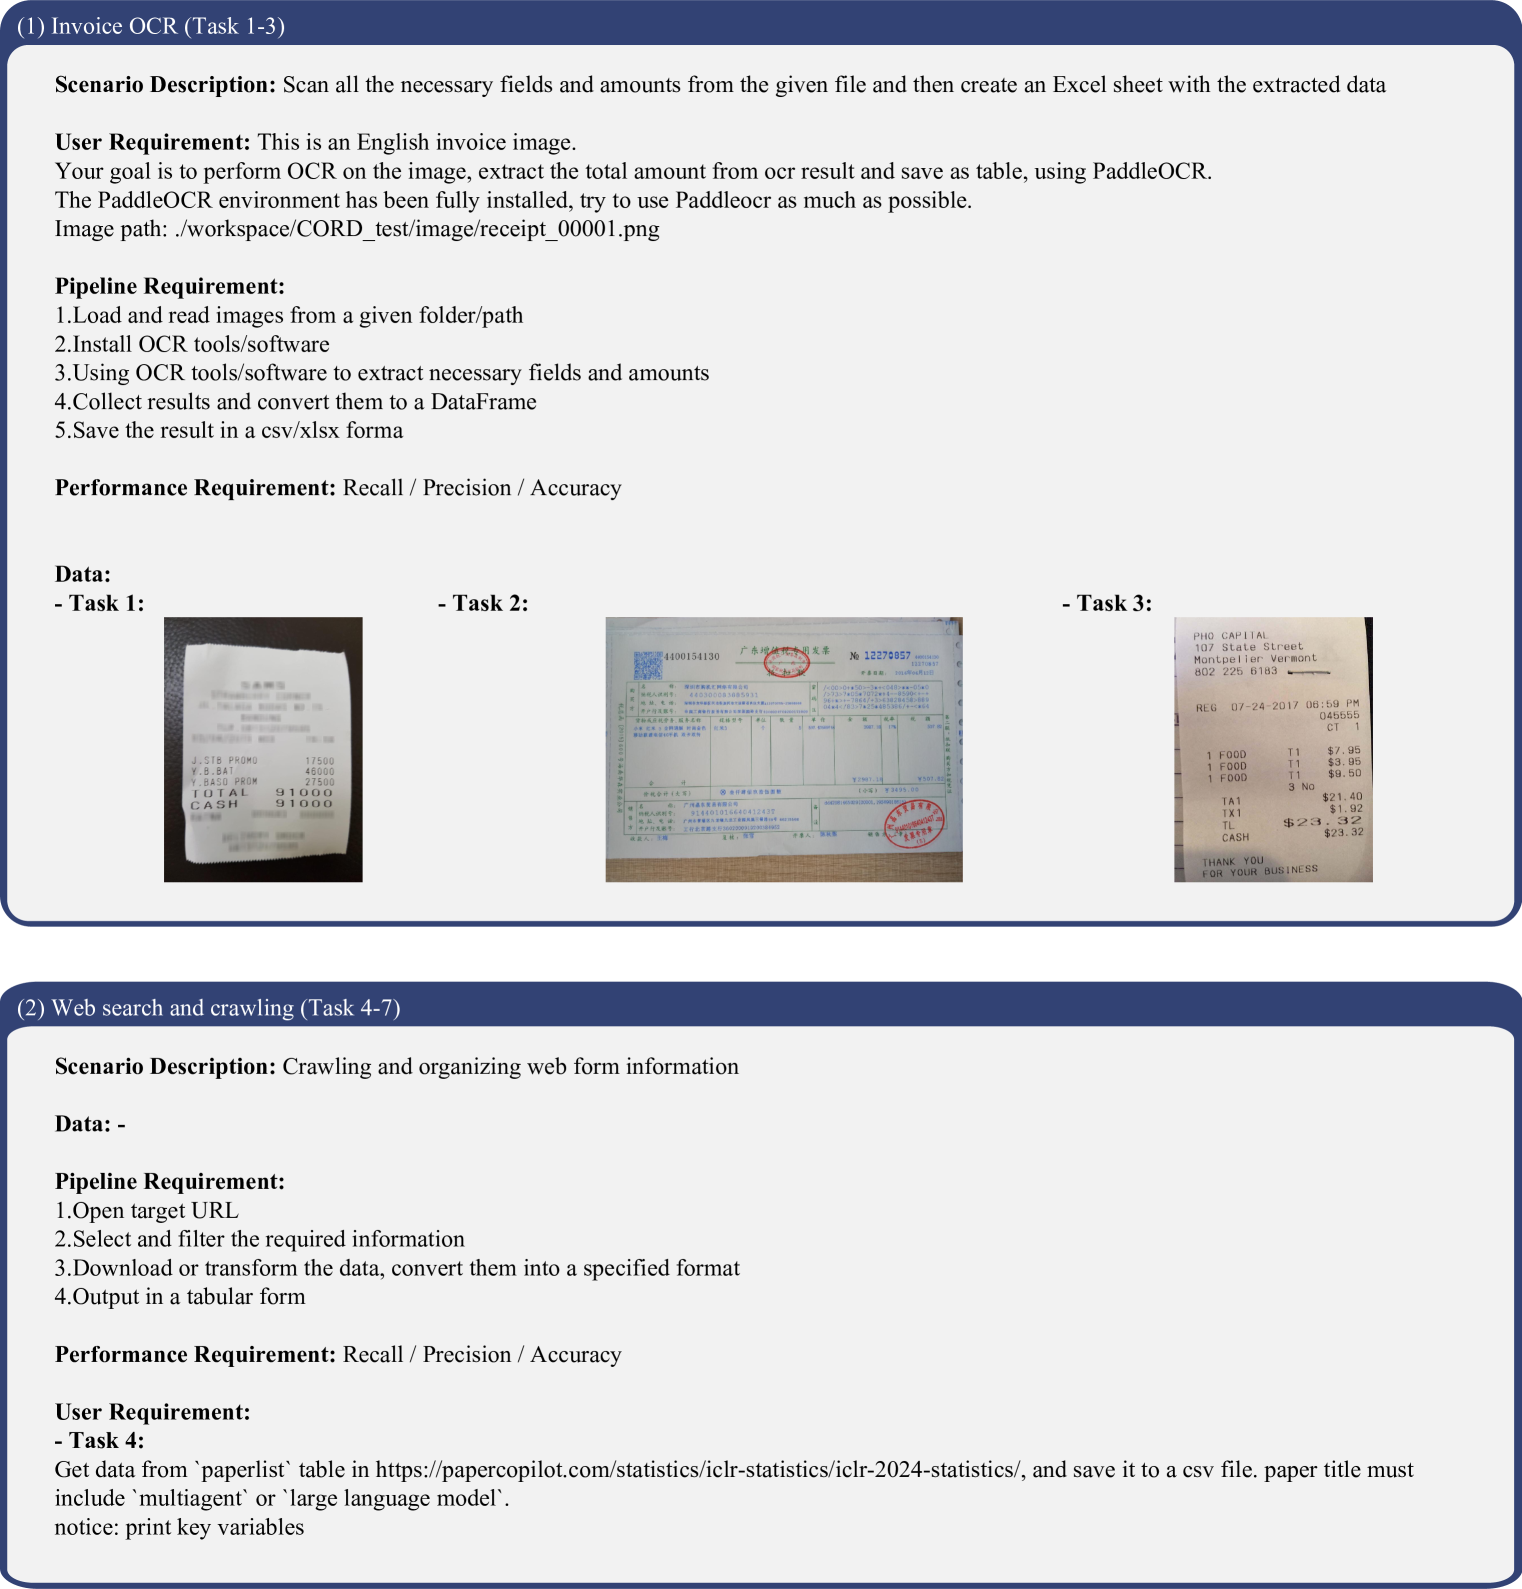 (1) Invoice OCR (Task 1-3)
Scenario Description: Scan all the necessary fields and amounts from the given file and then create an Excel sheet with the extracted data
User Requirement: This is an English invoice image.
Your goal is to perform OCR on the image, extract the total amount from ocr result and save as table, using PaddleOCR.
The PaddleOCR environment has been fully installed, try to use Paddleocr as much as possible.
Image path: ./workspace/CORD_test/image/receipt_00001.png
Pipeline Requirement:
1.Load and read images from a given folder/path
2.Install OCR tools/software
3.Using OCR tools/software to extract necessary fields and amounts
4.Collect results and convert them to a DataFrame
5.Save the result in a csv/xlsx forma
Performance Requirement: Recall / Precision / Accuracy
Data:
- Task 1:
J.STB PROMO 17500
Y.B.BAT 46000
Y.BASO PROM 27500
TOTAL 91000
CASH 91000
- Task 2:
4400154130 广东增值税专用发票 № 12270857
- Task 3:
PHO CAPITAL
107 State Street
Montpelier Vermont
802 225 6183
REG 07-24-2017 06:59 PM
045555
CT 1
1 FOOD T1 $7.95
1 FOOD T1 $3.95
1 FOOD T1 $9.50
3 No
TA1 $21.40
TX1 $1.92
TL $23.32
CASH $23.32
THANK YOU
FOR YOUR BUSINESS
(2) Web search and crawling (Task 4-7)
Scenario Description: Crawling and organizing web form information
Data: -
Pipeline Requirement:
1.Open target URL
2.Select and filter the required information
3.Download or transform the data, convert them into a specified format
4.Output in a tabular form
Performance Requirement: Recall / Precision / Accuracy
User Requirement:
- Task 4:
Get data from `paperlist` table in https://papercopilot.com/statistics/iclr-statistics/iclr-2024-statistics/, and save it to a csv file. paper title must
include `multiagent` or `large language model`.
notice: print key variables